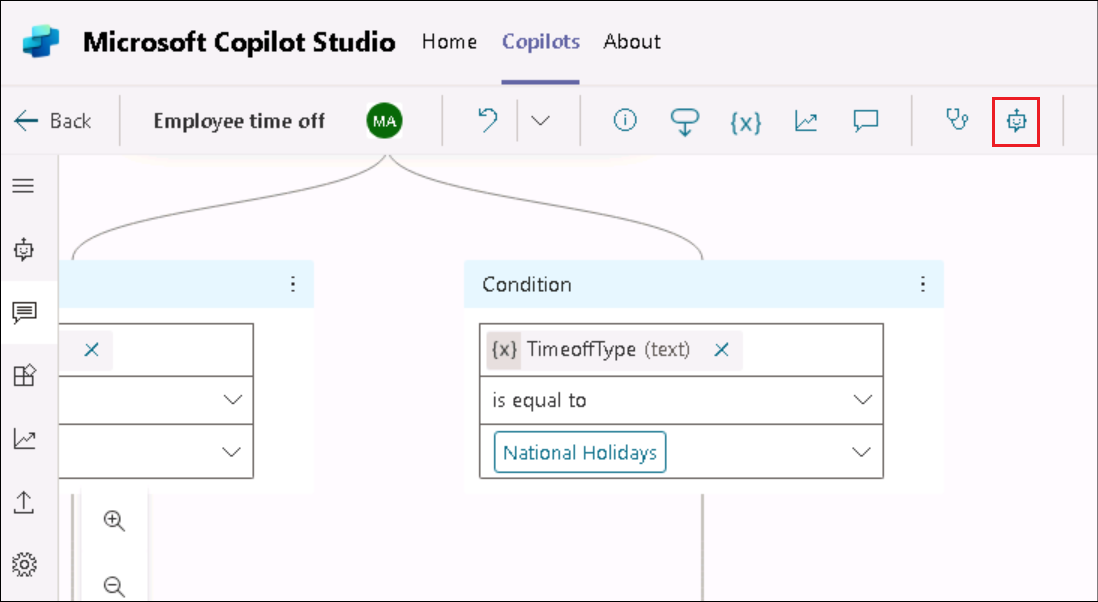 Microsoft Copilot Studio Home Copilots About
Back Employee time off MA {x}
Condition
{x} TimeoffType (text)
is equal to
National Holidays